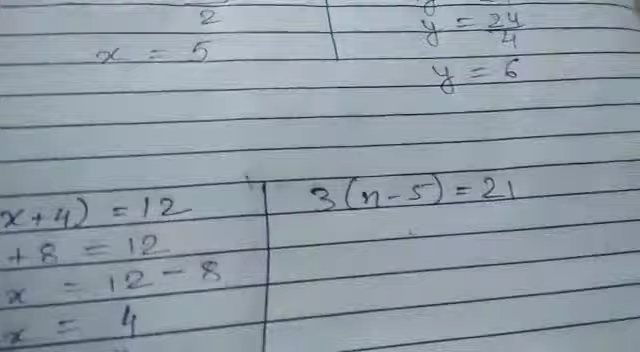 2
x = 5
y = 24
4
y = 6
x + 4) = 12
+ 8 = 12
x = 12 - 8
x = 4
3(n - 5) = 21